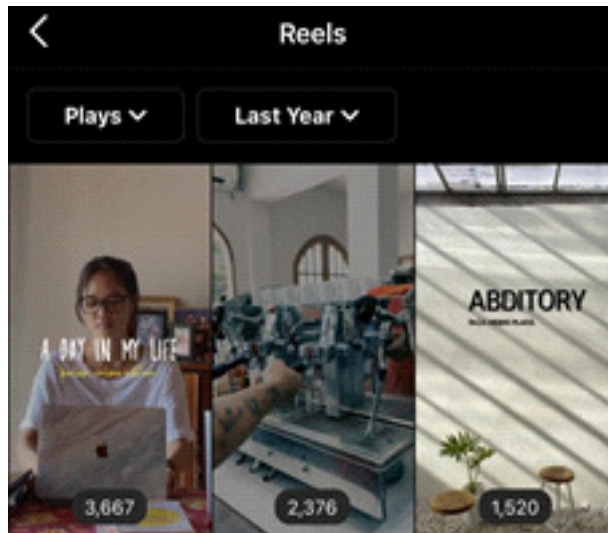 Reels
Plays
Last Year
A DAY IN MY LIFE
ABDITORY
3,667
2,376
1,520